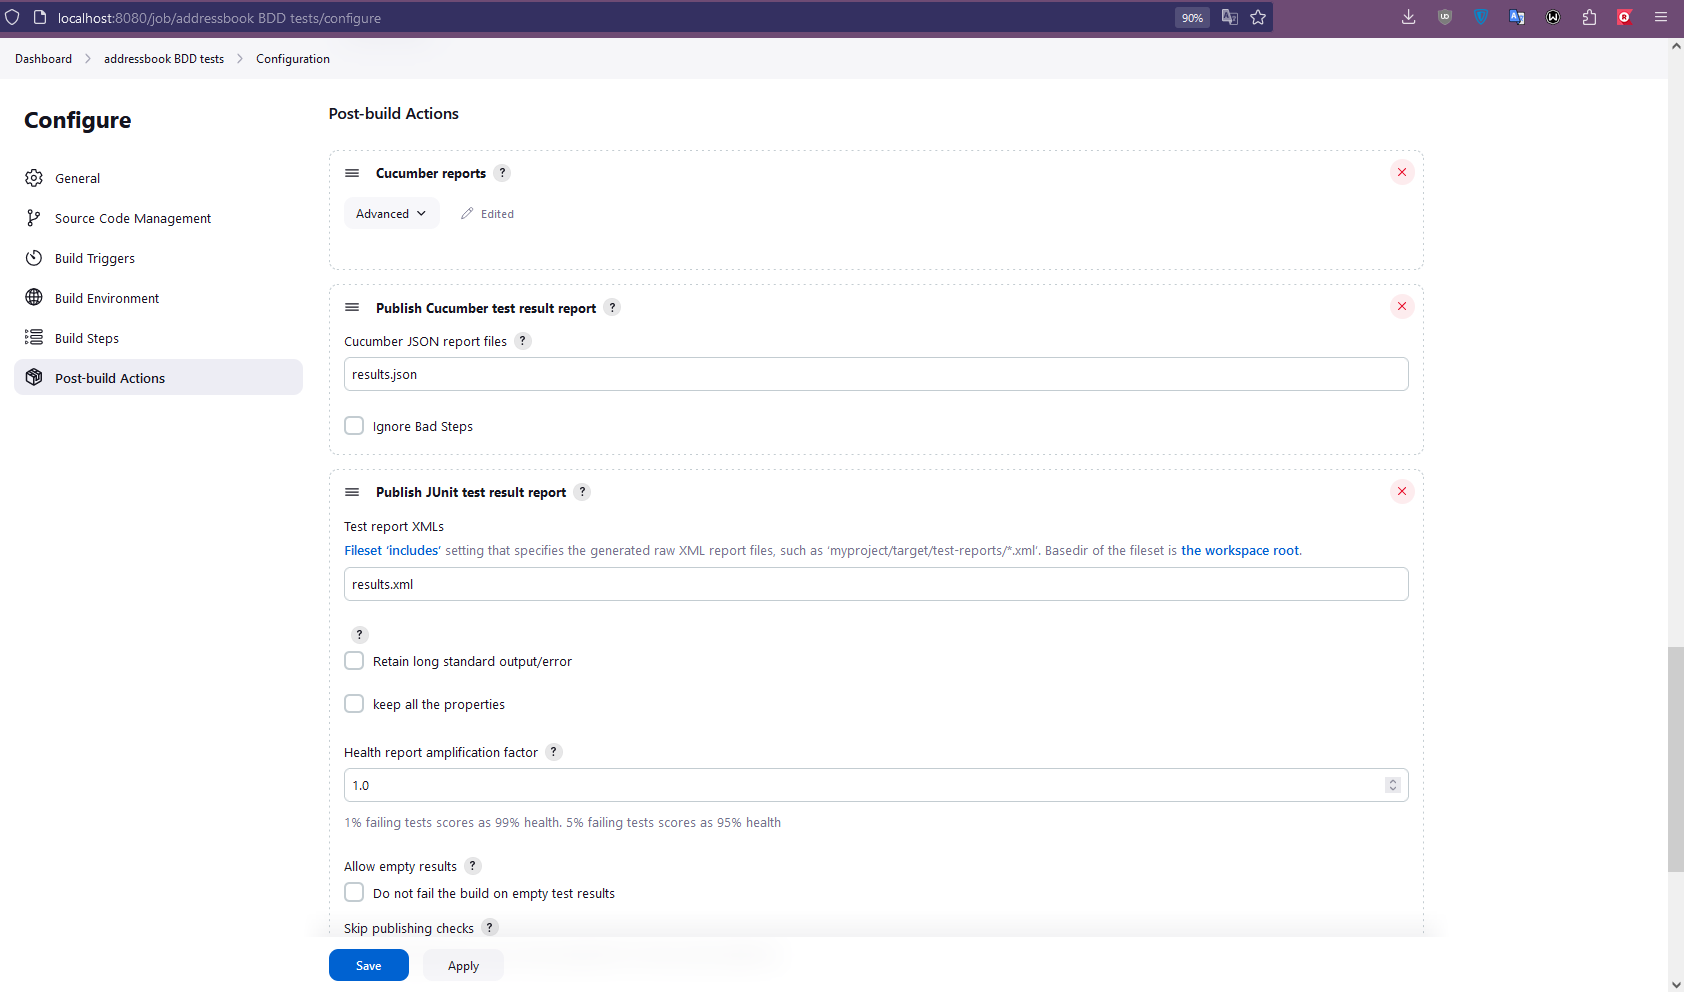 localhost:8080/job/addressbook BDD tests/configure
90%
Dashboard
addressbook BDD tests
Configuration
Configure
General
Source Code Management
Build Triggers
Build Environment
Build Steps
Post-build Actions
Post-build Actions
Cucumber reports ?
Advanced
Edited
Publish Cucumber test result report ?
Cucumber JSON report files ?
results.json
Ignore Bad Steps
Publish JUnit test result report ?
Test report XMLs
Fileset ‘includes’ setting that specifies the generated raw XML report files, such as ‘myproject/target/test-reports/*.xml’. Basedir of the fileset is the workspace root.
results.xml
?
Retain long standard output/error
keep all the properties
Health report amplification factor ?
1.0
1% failing tests scores as 99% health. 5% failing tests scores as 95% health
Allow empty results ?
Do not fail the build on empty test results
Skip publishing checks ?
Save
Apply